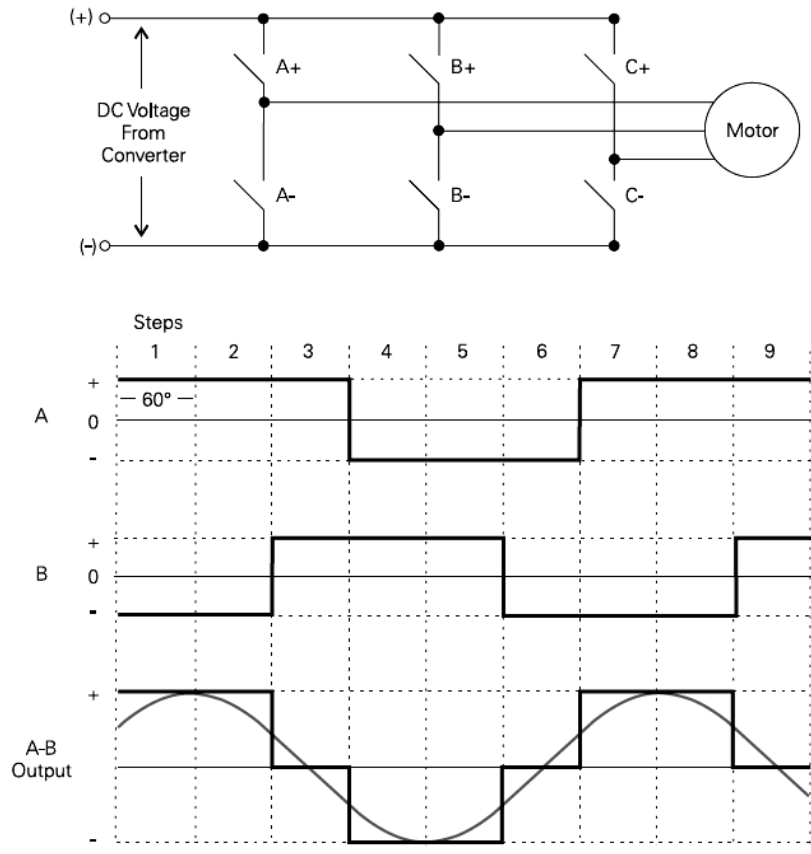 (+)
A+
B+
C+
DC Voltage
From
Converter
Motor
A-
B-
C-
(-)
Steps
1 2 3 4 5 6 7 8 9
+
60°
A 0
-
+
B 0
-
+
A-B
Output
-